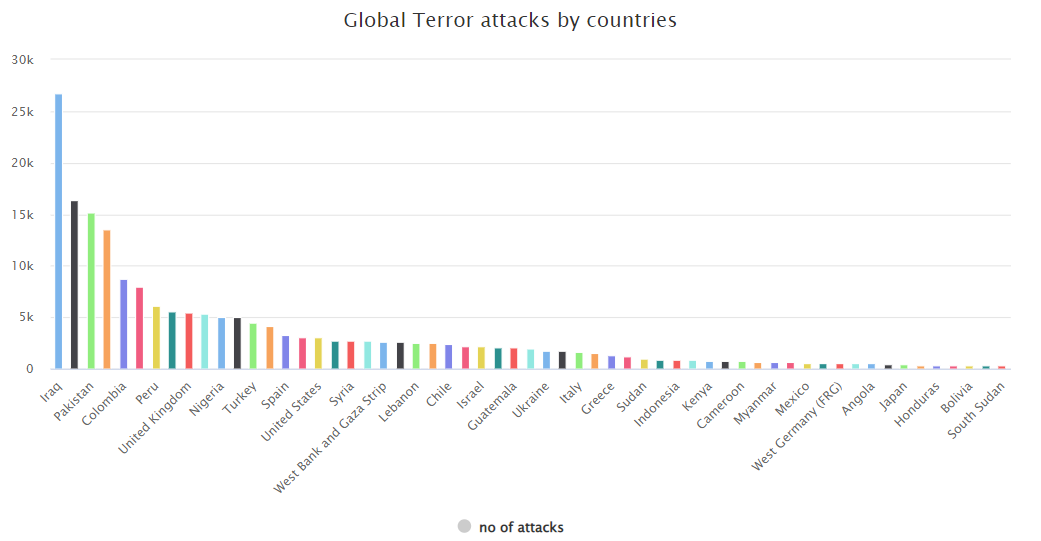 Global Terror attacks by countries
30k
25k
20k
15k
10k
5k
0
Iraq
Pakistan
Colombia
Peru
United Kingdom
Nigeria
Turkey
Spain
United States
Syria
West Bank and Gaza Strip
Lebanon
Chile
Israel
Guatemala
Ukraine
Italy
Greece
Sudan
Indonesia
Kenya
Cameroon
Myanmar
Mexico
West Germany (FRG)
Angola
Japan
Honduras
Bolivia
South Sudan
no of attacks